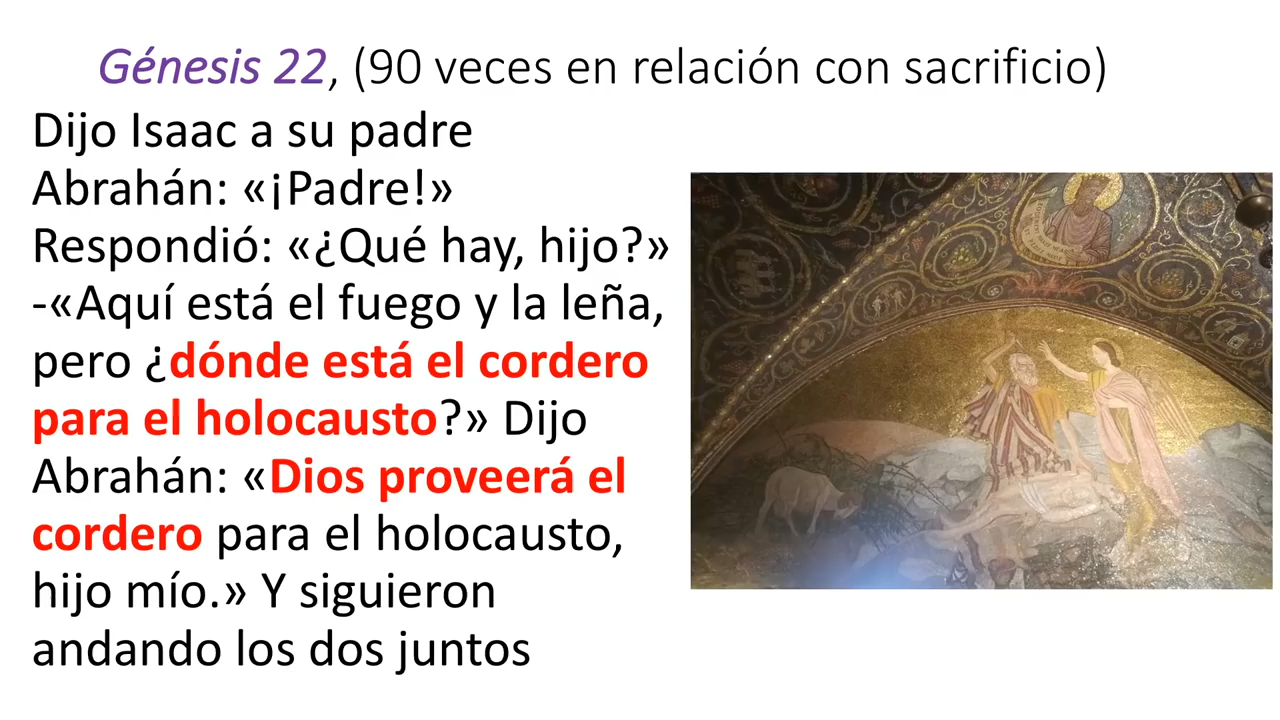 Génesis 22, (90 veces en relación con sacrificio)
Dijo Isaac a su padre
Abrahán: «¡Padre!»
Respondió: «¿Qué hay, hijo?»
-«Aquí está el fuego y la leña,
pero ¿dónde está el cordero
para el holocausto?» Dijo
Abrahán: «Dios proveerá el
cordero para el holocausto,
hijo mío.» Y siguieron
andando los dos juntos